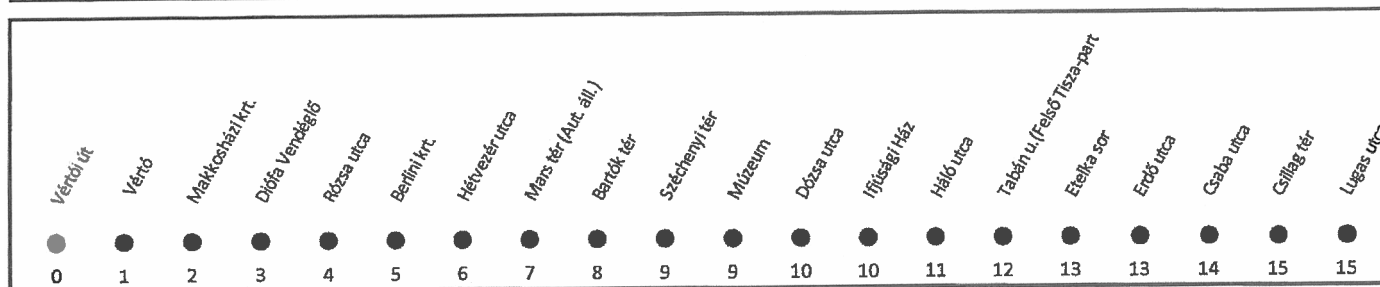 Vértói út
Vértó
Makkosházi krt.
Diófa Vendéglő
Rózsa utca
Berlini krt.
Hétvezér utca
Mars tér (Aut. áll.)
Bartók tér
Széchenyi tér
Múzeum
Dózsa utca
Ifjúsági Ház
Háló utca
Tabán u.(Felső Tisza-part
Etelka sor
Erdő utca
Csaba utca
Csillag tér
Lugas utca
0 1 2 3 4 5 6 7 8 9 9 10 10 11 12 13 13 14 15 15